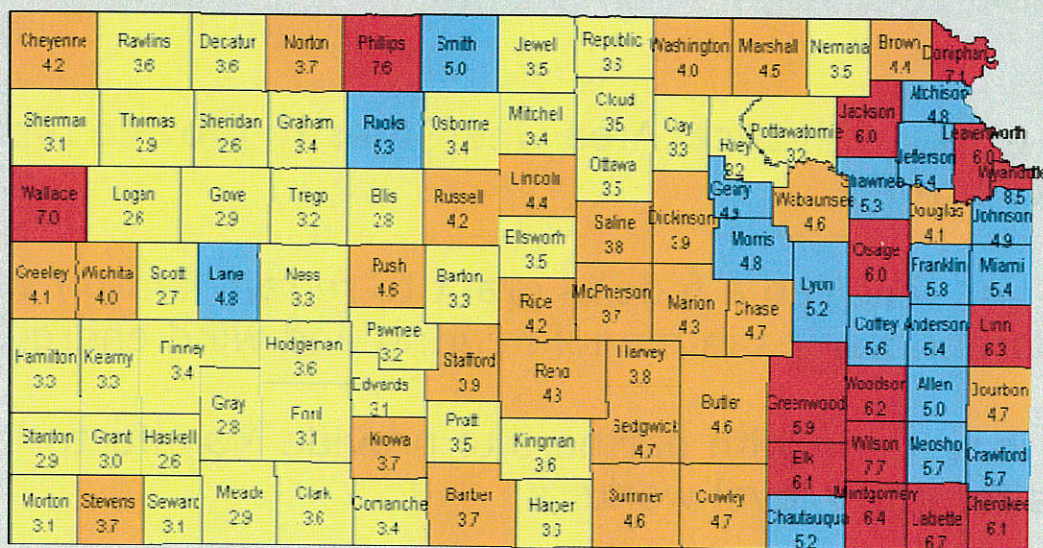 Cheyenne
4.2
Rawlins
3.6
Decatur
3.6
Norton
3.7
Phillips
7.6
Smith
5.0
Jewell
3.5
Republic
Washington
4.0
Marshall
4.5
Nemaha
3.5
Brown
4.4
Doniphan
7.1
Sherman
3.1
Thomas
2.9
Sheridan
2.6
Graham
3.4
Rooks
5.3
Osborne
3.4
Mitchell
3.4
Cloud
3.5
Clay
3.3
Riley
3.2
Pottawatomie
3.2
Jackson
6.0
Atchison
4.8
Jefferson
5.4
Leavenworth
6.0
Wyandotte
8.5
Wallace
7.0
Logan
2.6
Gove
2.9
Trego
3.2
Ellis
2.8
Russell
4.2
Lincoln
4.4
Ottawa
3.5
Saline
3.8
Dickinson
3.9
Geary
4.9
Wabaunsee
4.6
Shawnee
5.3
Douglas
4.1
Johnson
4.9
Greeley
4.1
Wichita
4.0
Scott
2.7
Lane
4.8
Ness
3.3
Rush
4.6
Barton
3.3
Ellsworth
3.5
Rice
4.2
McPherson
3.7
Marion
4.3
Morris
4.8
Chase
4.7
Lyon
5.2
Osage
6.0
Franklin
5.8
Miami
5.4
Hamilton
3.3
Kearny
3.3
Finney
3.4
Hodgeman
3.6
Pawnee
3.2
Edwards
3.1
Stafford
3.9
Reno
4.3
Harvey
3.8
Butler
4.6
Greenwood
5.9
Coffey
5.6
Anderson
5.4
Linn
6.3
Stanton
2.9
Grant
3.0
Haskell
2.6
Gray
2.8
Ford
3.1
Kiowa
3.7
Pratt
3.5
Kingman
3.6
Sedgwick
4.7
Elk
6.1
Woodson
6.2
Wilson
7.7
Allen
5.0
Neosho
5.7
Bourbon
4.7
Crawford
5.7
Morton
3.1
Stevens
3.7
Seward
3.1
Meade
2.9
Clark
3.6
Comanche
3.4
Barber
3.7
Harper
Sumner
4.6
Cowley
4.7
Chautauqua
5.2
Montgomery
6.4
Labette
6.7
Cherokee
6.1